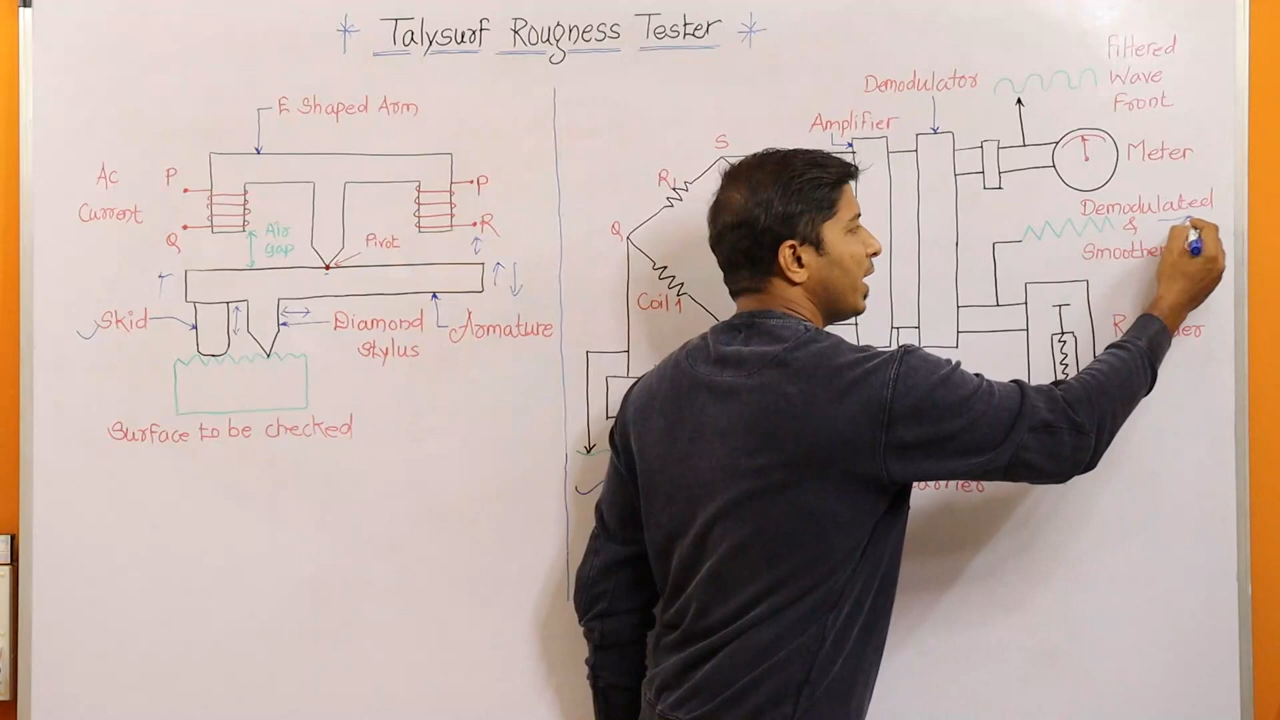 * Talysurf Rougness Tester *
E Shaped Arm
Ac
Current
P
Q
P
R
Air
gap
Pivot
Skid
Diamond
Stylus
Armature
Surface to be checked
Filtered
Wave
Front
Demodulator
Amplifier
S
R1
Q
Coil 1
Meter
Demodulated
&